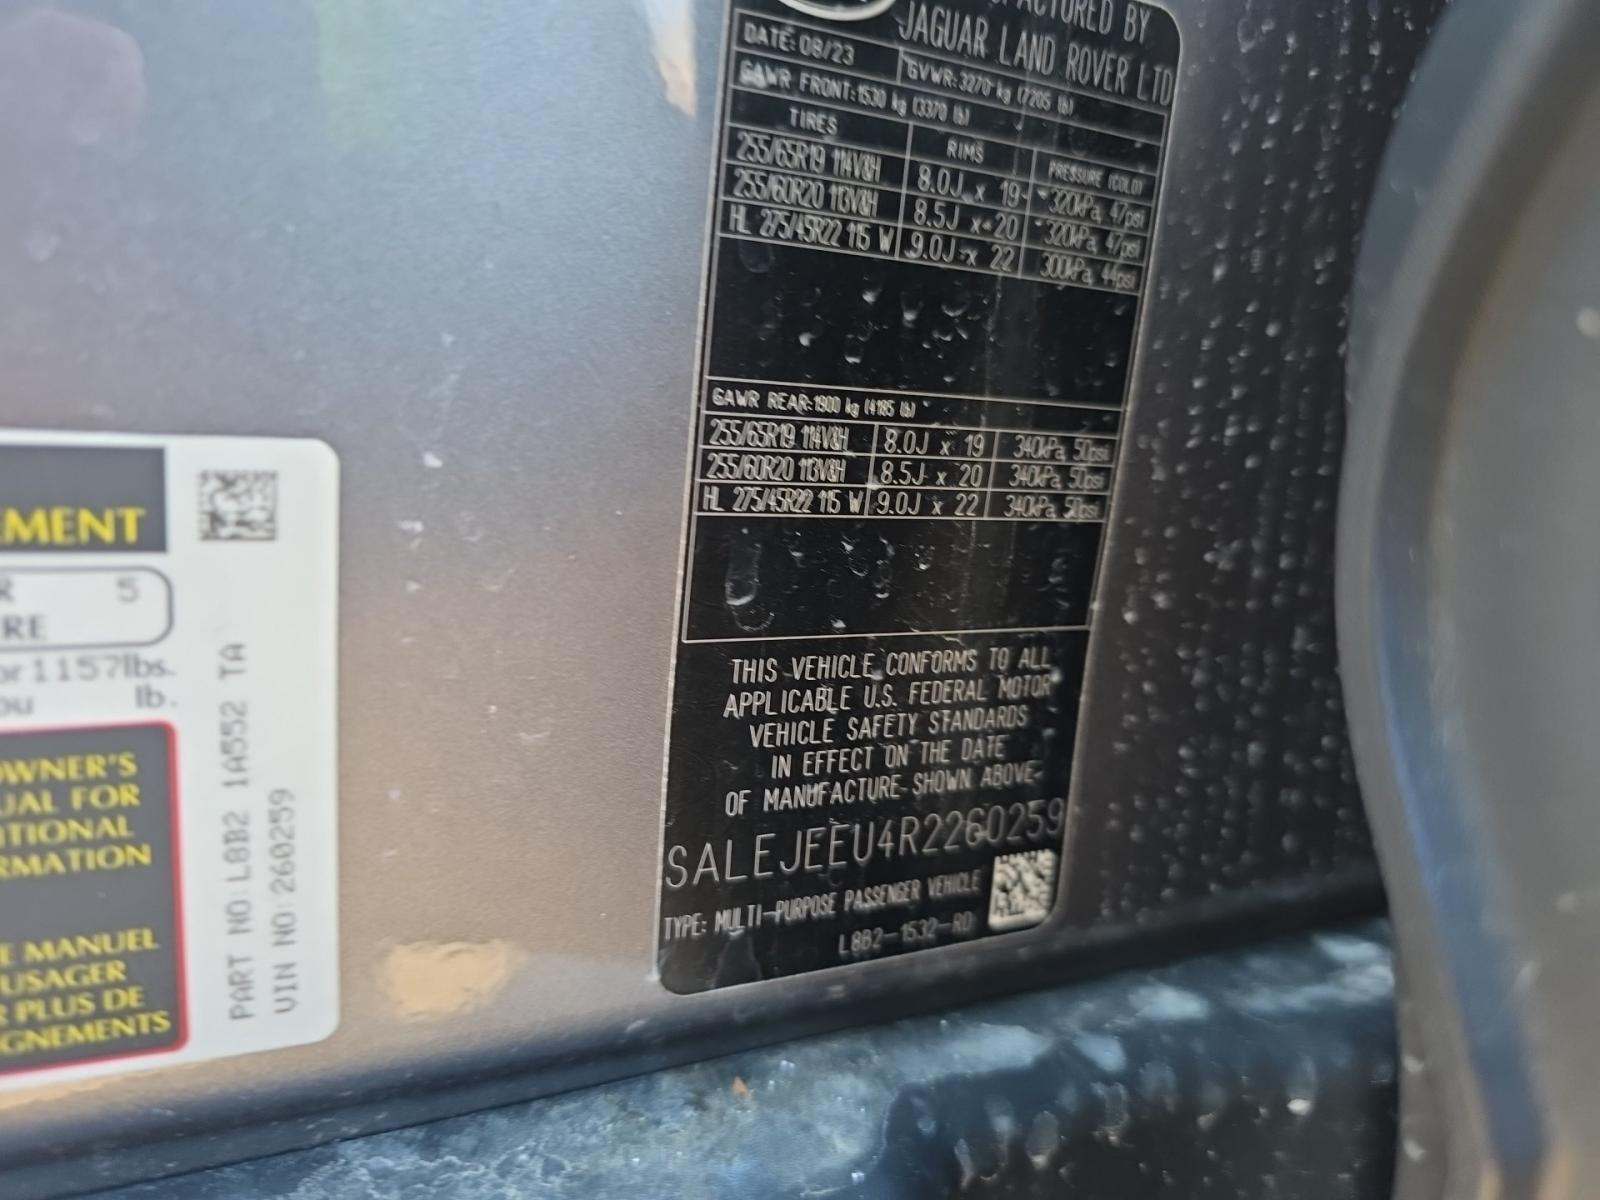 EMENT
R 5
RE
or 1157lbs.
ou lb.
OWNER'S
UAL FOR
ITIONAL
RMATION
E MANUEL
USAGER
R PLUS DE
GNEMENTS
PART NO:L8B2 1A552 TA
VIN NO:260259
FACTURED BY
JAGUAR LAND ROVER LTD
DATE: 08/23 GVWR:3270 kg (7205 lb)
GAWR FRONT:1530 kg (3370 lb)
TIRES RIMS PRESSURE (COLD)
255/65R19 114V&H 8.0J x 19 320kPa, 47psi
255/60R20 113V&H 8.5J x 20 320kPa, 47psi
HL 275/45R22 115 W 9.0J x 22 300kPa, 44psi
GAWR REAR:1900 kg (4185 lb)
255/65R19 114V&H 8.0J x 19 340kPa, 50psi
255/60R20 113V&H 8.5J x 20 340kPa, 50psi
HL 275/45R22 115 W 9.0J x 22 340kPa, 50psi
THIS VEHICLE CONFORMS TO ALL
APPLICABLE U.S. FEDERAL MOTOR
VEHICLE SAFETY STANDARDS
IN EFFECT ON THE DATE
OF MANUFACTURE SHOWN ABOVE.
SALEJEEU4R2260259
TYPE: MULTI-PURPOSE PASSENGER VEHICLE
L8B2-1532-RD